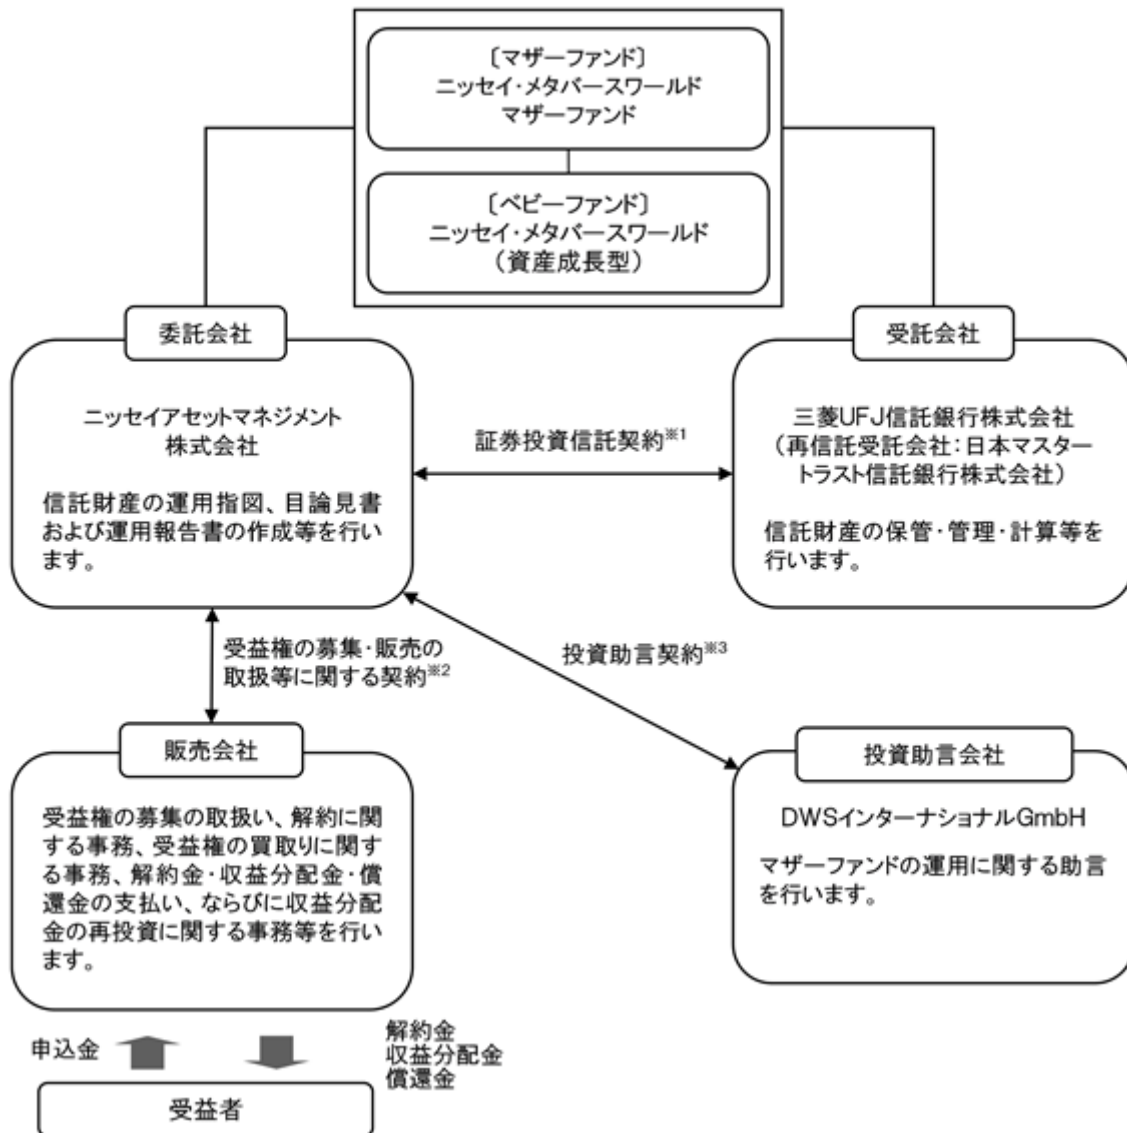 〔マザーファンド〕
ニッセイ・メタバースワールド
マザーファンド
〔ベビーファンド〕
ニッセイ・メタバースワールド
（資産成長型）
委託会社
ニッセイアセットマネジメント
株式会社
信託財産の運用指図、目論見書
および運用報告書の作成等を行い
ます。
証券投資信託契約※1
受託会社
三菱UFJ信託銀行株式会社
（再信託受託会社：日本マスター
トラスト信託銀行株式会社）
信託財産の保管・管理・計算等を
行います。
受益権の募集・販売の
取扱等に関する契約※2
投資助言契約※3
販売会社
受益権の募集の取扱い、解約に関
する事務、受益権の買取りに関す
る事務、解約金・収益分配金・償
還金の支払い、ならびに収益分配
金の再投資に関する事務等を行い
ます。
投資助言会社
DWSインターナショナルGmbH
マザーファンドの運用に関する助言
を行います。
申込金
解約金
収益分配金
償還金
受益者